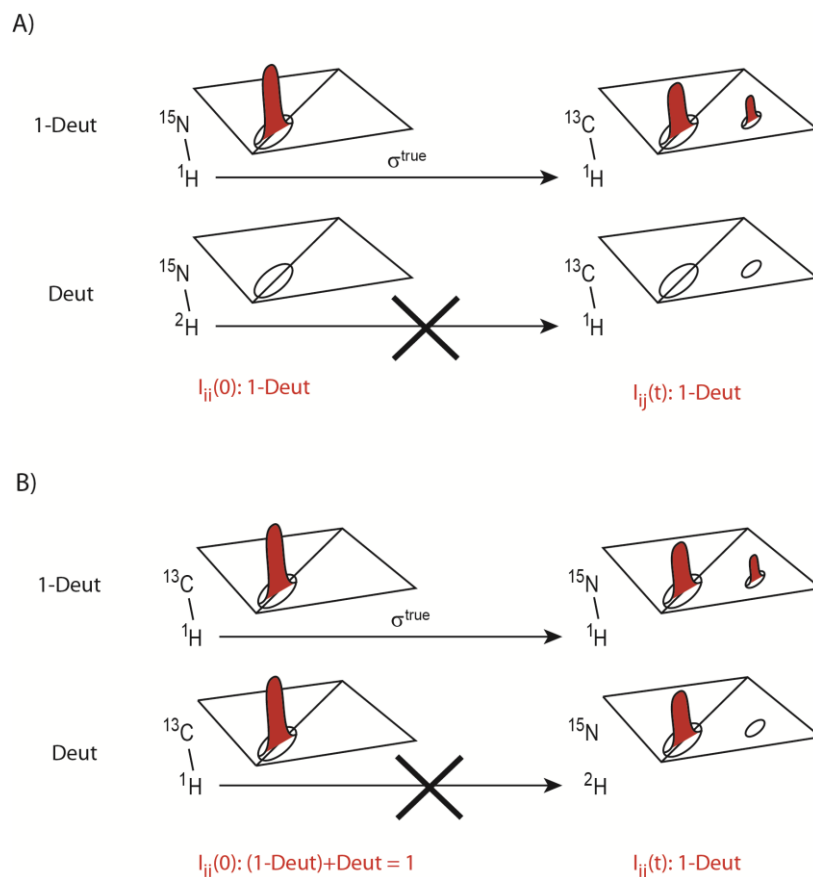 A)
1-Deut
¹⁵N
¹H
σᵗʳᵘᵉ
¹³C
¹H
Deut
¹⁵N
²H
¹³C
¹H
Iᵢᵢ(0): 1-Deut
Iᵢⱼ(t): 1-Deut
B)
1-Deut
¹³C
¹H
σᵗʳᵘᵉ
¹⁵N
¹H
Deut
¹³C
¹H
¹⁵N
²H
Iᵢᵢ(0): (1-Deut)+Deut = 1
Iᵢⱼ(t): 1-Deut